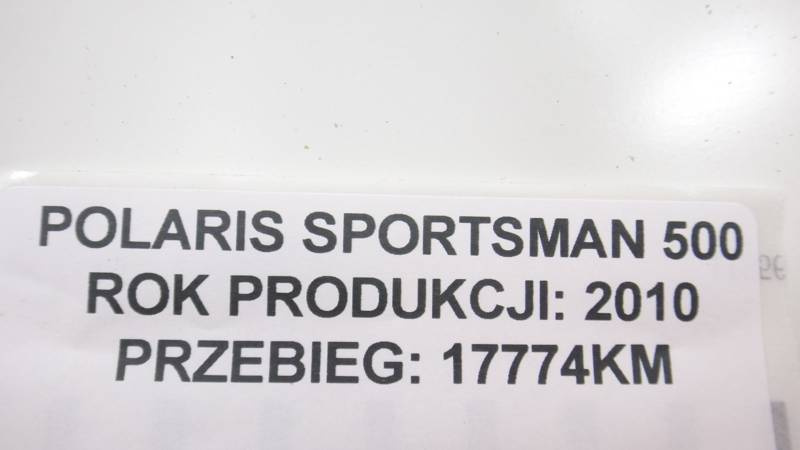 POLARIS SPORTSMAN 500
ROK PRODUKCJI: 2010
PRZEBIEG: 17774KM